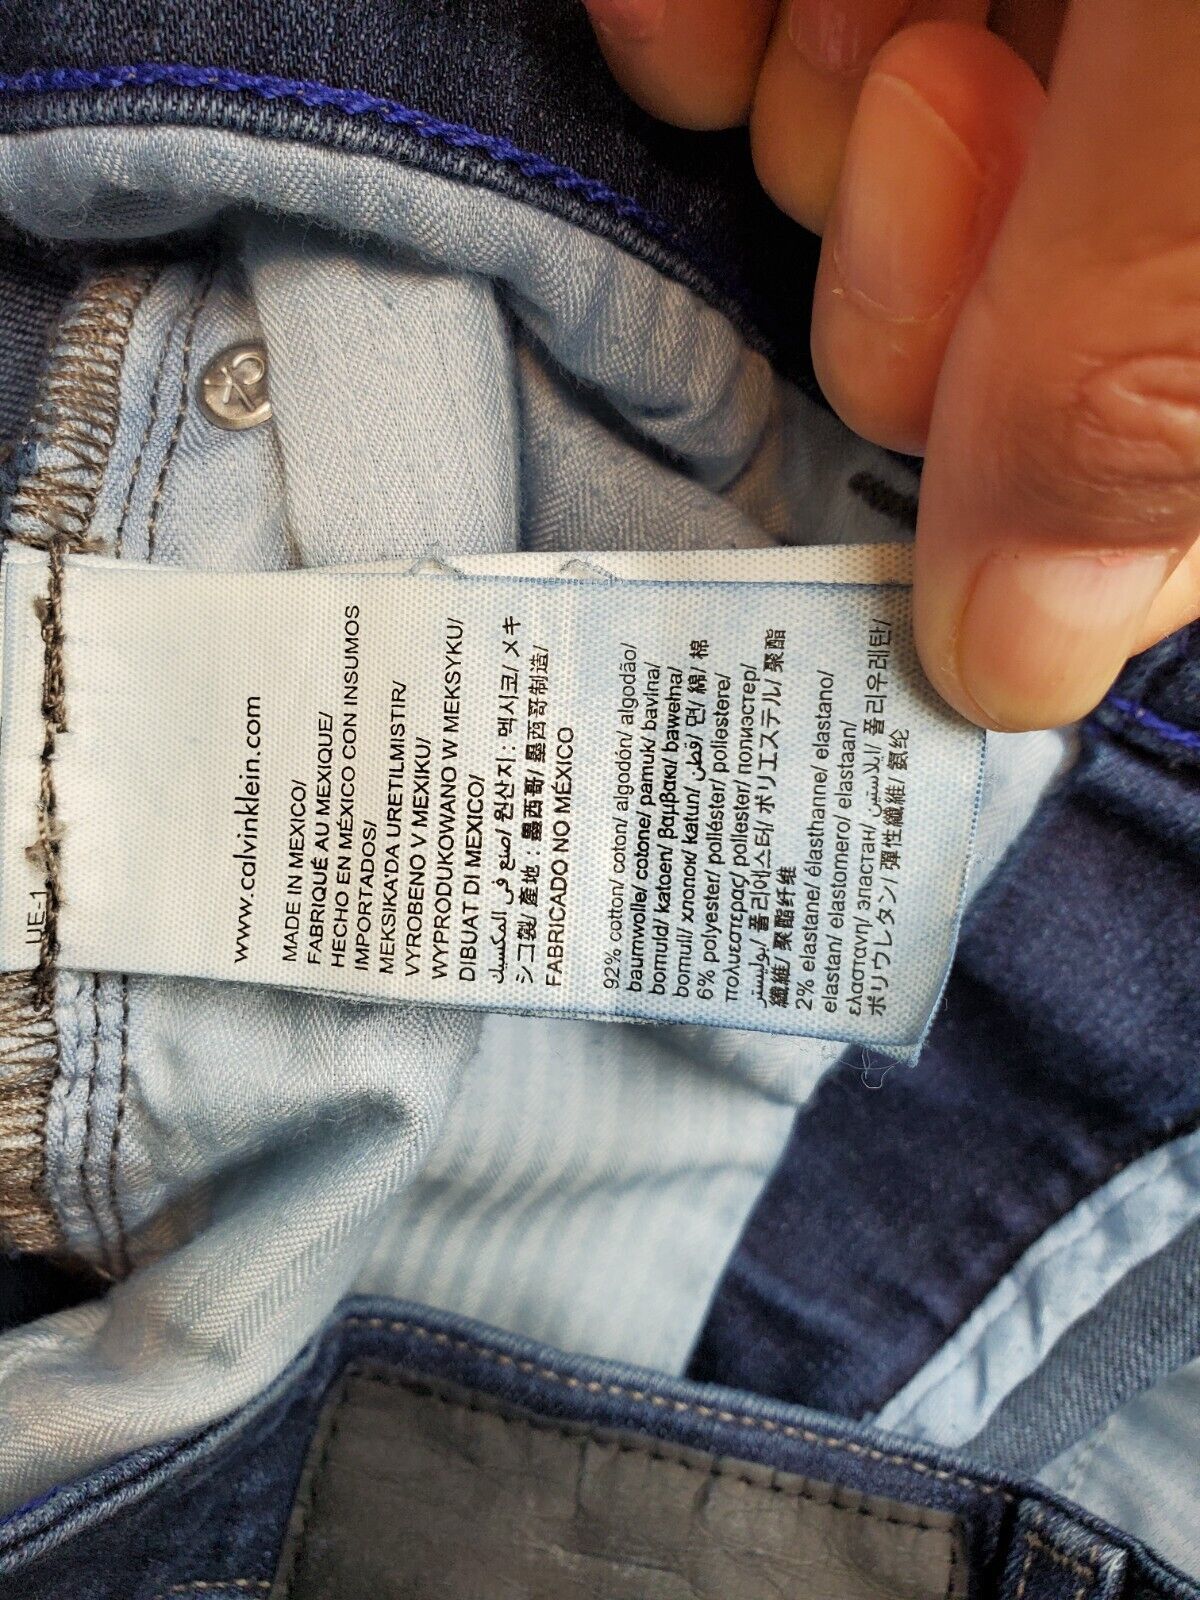 UE-1
www.calvinklein.com
MADE IN MEXICO/
FABRIQUÉ AU MEXIQUE/
HECHO EN MÉXICO CON INSUMOS
IMPORTADOS/
MEKSIKA'DA URETILMISTIR/
VYROBENO V MEXIKU/
WYPRODUKOWANO W MEKSYKU/
DIBUAT DI MEXICO/
صنع في المكسيك/ 원산지 : 멕시코/ メキ
シコ製/ 產地 : 墨西哥/ 墨西哥制造/
FABRICADO NO MÉXICO
92% cotton/ coton/ algodón/ algodão/
baumwolle/ cotone/ pamuk/ bavlna/
bomuld/ katoen/ βαμβακι/ bawełna/
bomull/ хлопок/ katun/ قطن/ 면/ 綿/ 棉
6% polyester/ poliéster/ poliestere/
πολυεστερας/ poliester/ полиэстер/
بوليستر/ 폴리에스터/ ポリエステル/ 聚酯
纖維/ 聚酯纤维
2% elastane/ élasthanne/ elastano/
elastan/ elastomero/ elastaan/
ελαστανη/ эластан/ الاستين/ 폴리우레탄/
ポリウレタン/ 彈性纖維/ 氨纶
CK